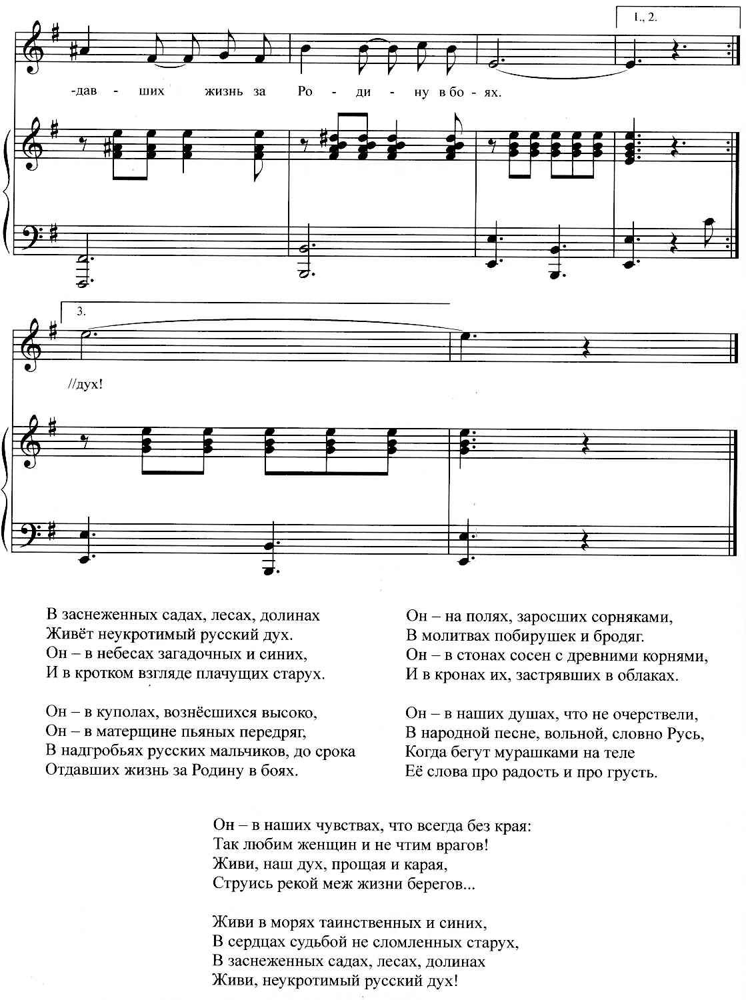 1., 2.
-дав - ших жизнь за Ро - ди - ну в бо - ях.
3.
//дух!
В заснеженных садах, лесах, долинах
Живёт неукротимый русский дух.
Он – в небесах загадочных и синих,
И в кротком взгляде плачущих старух.
Он – в куполах, вознёсшихся высоко,
Он – в матерщине пьяных передряг,
В надгробьях русских мальчиков, до срока
Отдавших жизнь за Родину в боях.
Он – на полях, заросших сорняками,
В молитвах побирушек и бродяг.
Он – в стонах сосен с древними корнями,
И в кронах их, застрявших в облаках.
Он – в наших душах, что не очерствели,
В народной песне, вольной, словно Русь,
Когда бегут мурашками на теле
Её слова про радость и про грусть.
Он – в наших чувствах, что всегда без края:
Так любим женщин и не чтим врагов!
Живи, наш дух, прощая и карая,
Струись рекой меж жизни берегов...
Живи в морях таинственных и синих,
В сердцах судьбой не сломленных старух,
В заснеженных садах, лесах, долинах
Живи, неукротимый русский дух!